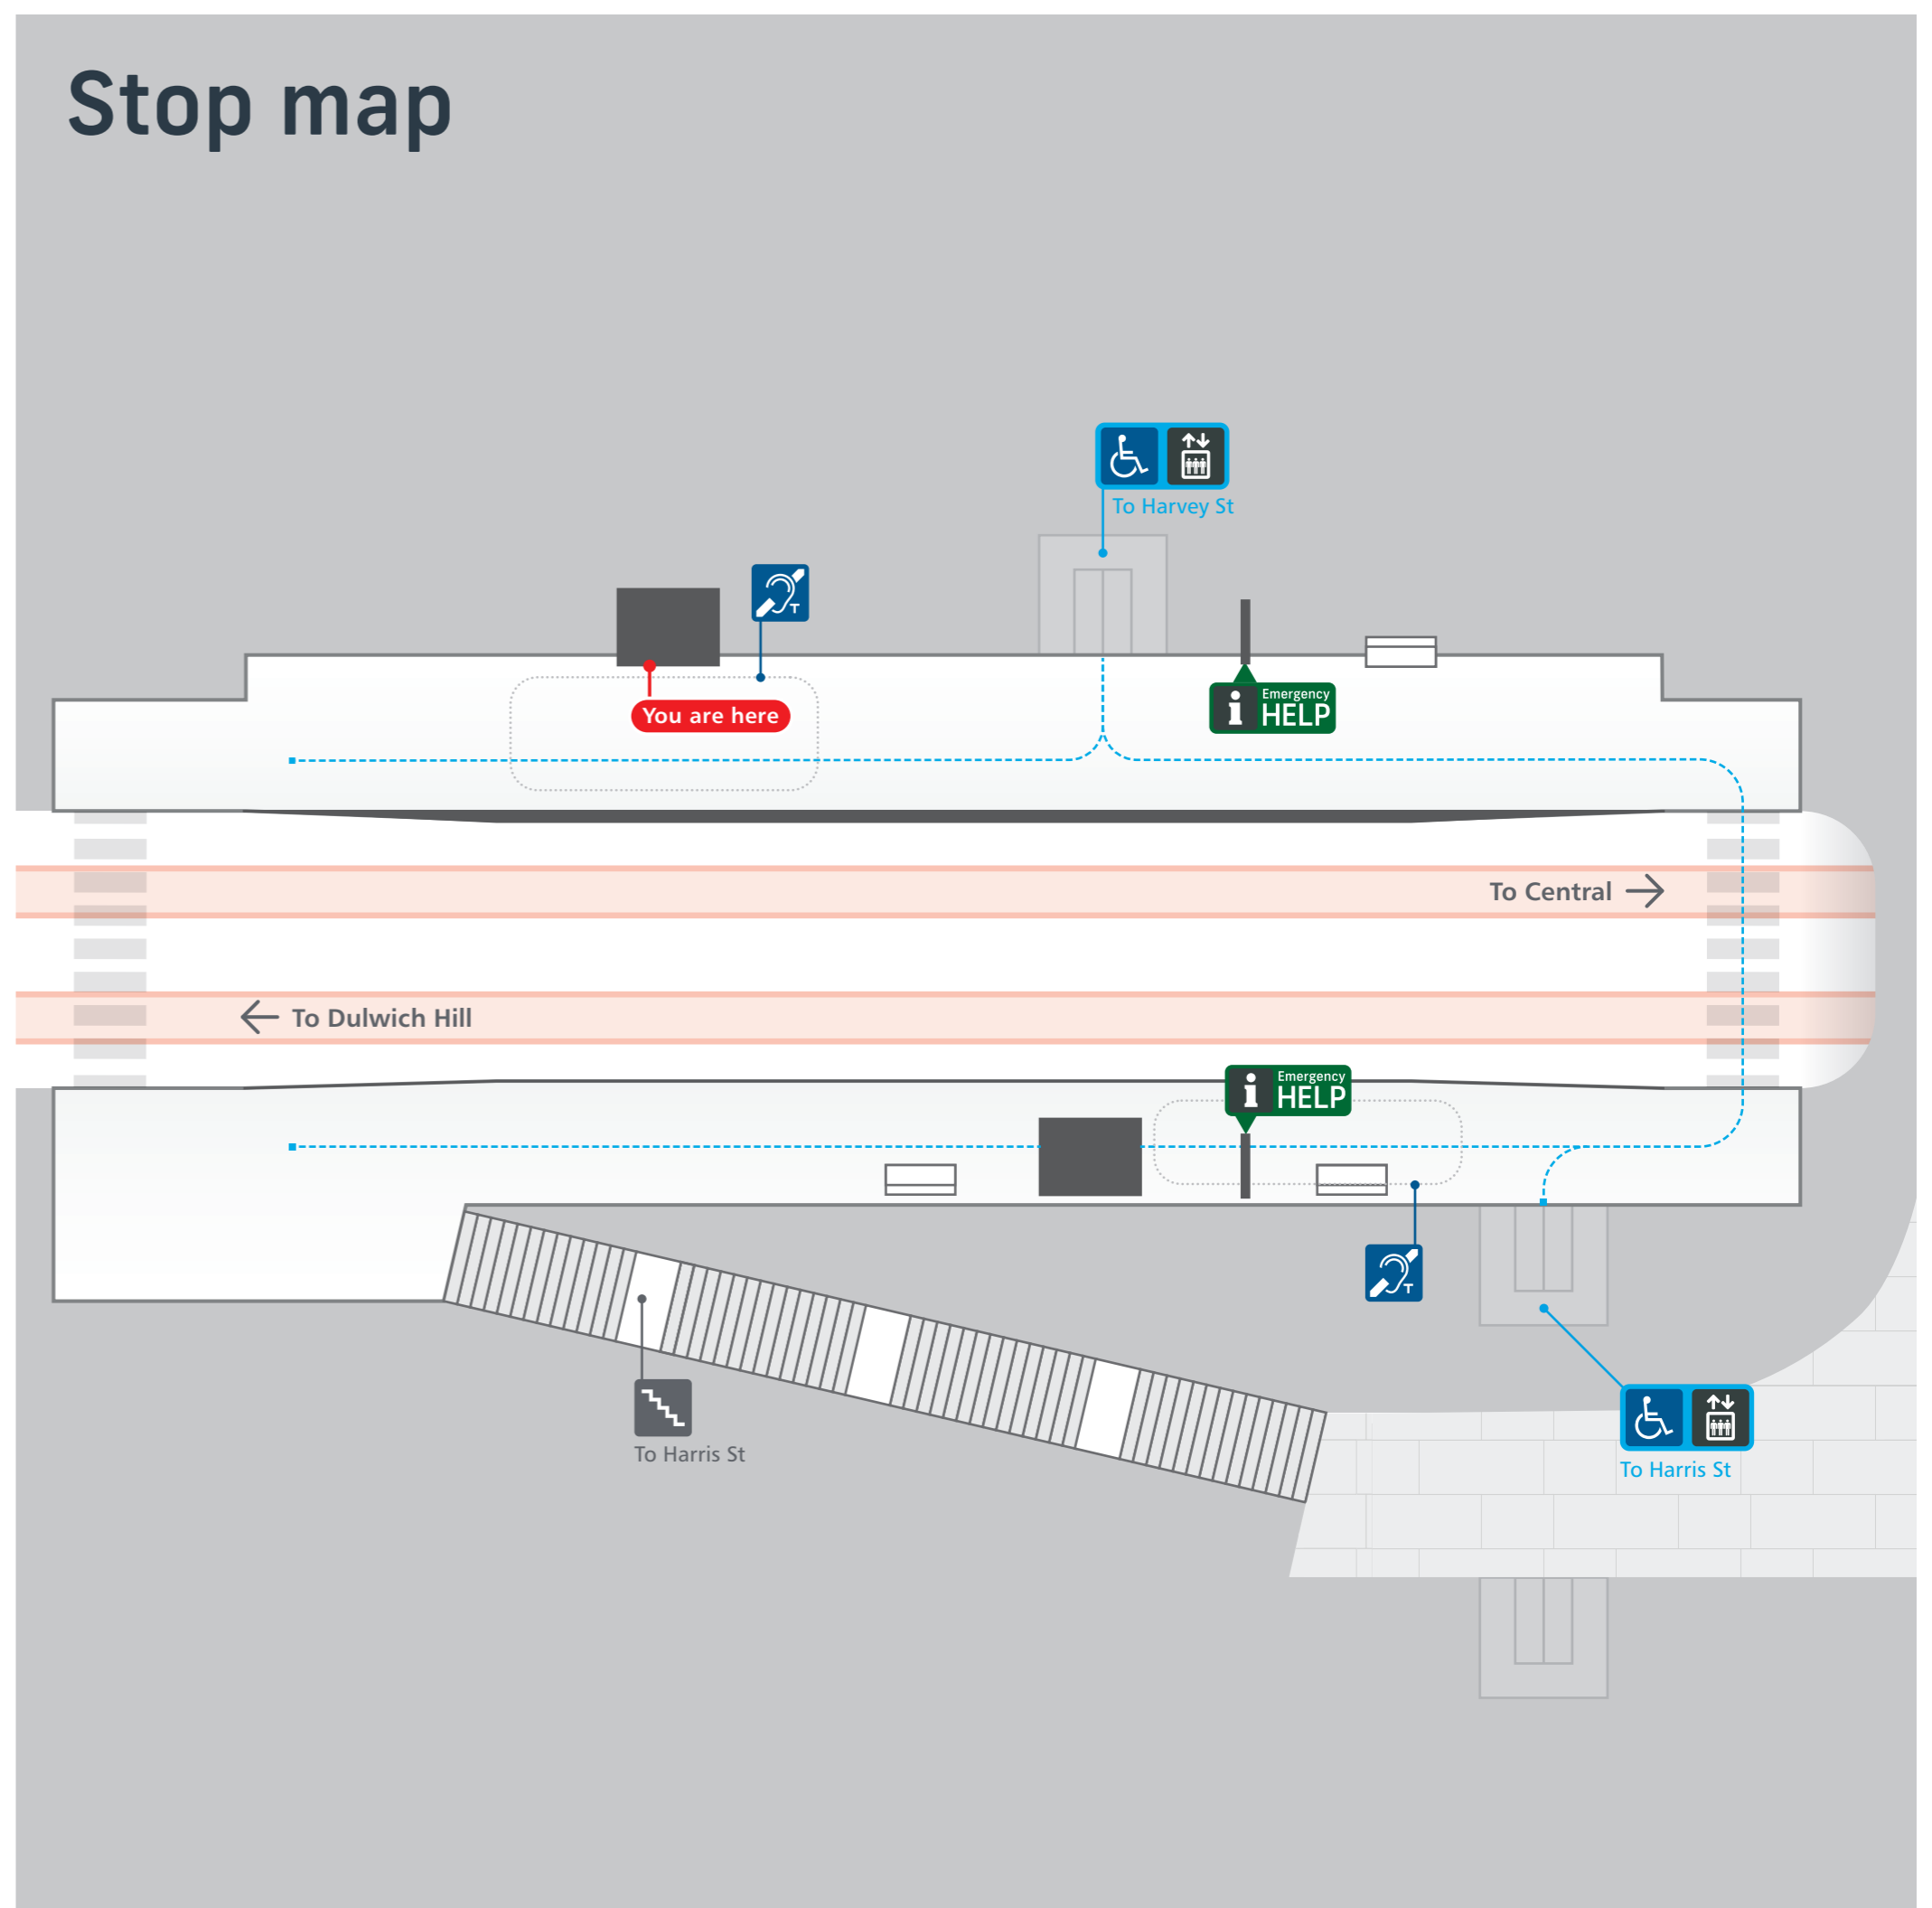 Stop map
To Harvey St
T
You are here
Emergency
i HELP
To Central
To Dulwich Hill
Emergency
i HELP
T
To Harris St
To Harris St